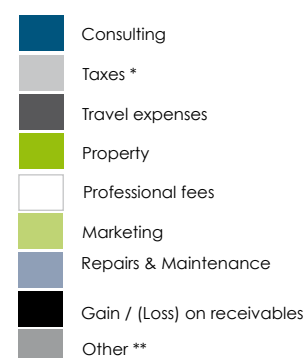 Consulting
Taxes *
Travel expenses
Property
Professional fees
Marketing
Repairs & Maintenance
Gain / (Loss) on receivables
Other **